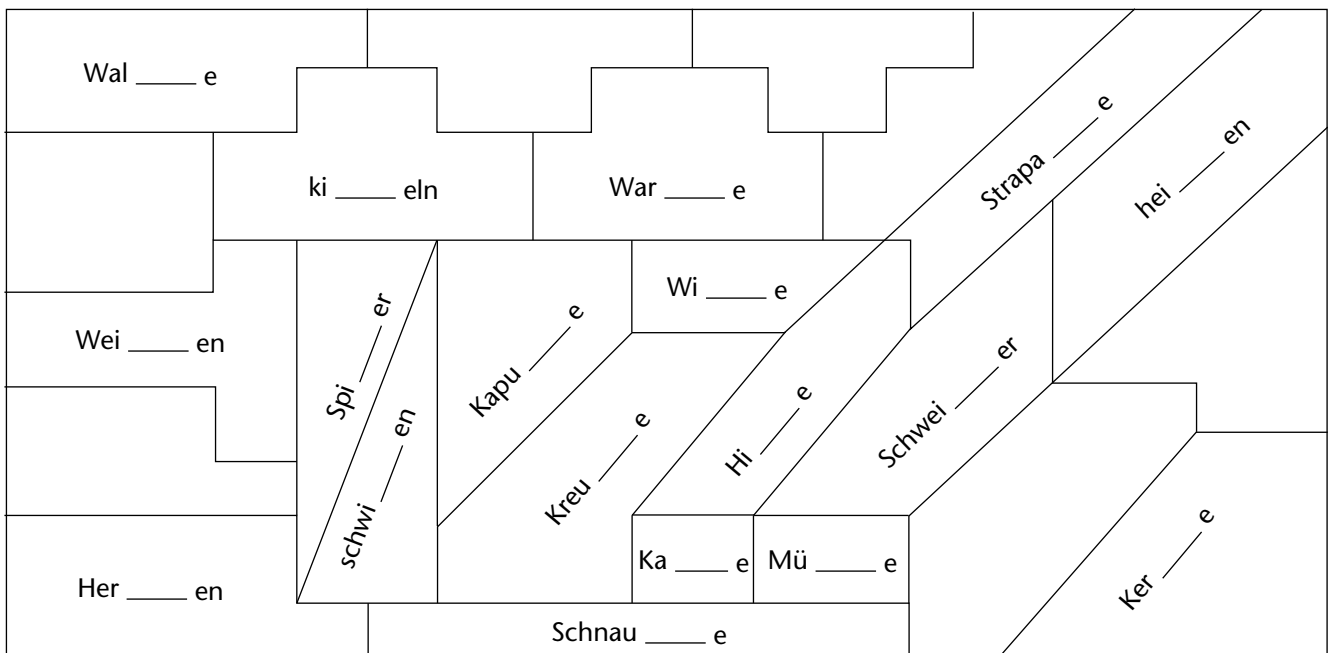 Wal _____ e
Strapa _____ e
hei _____ en
ki _____ eln
War _____ e
Wi _____ e
Wei _____ en
Spi _____ er
schwi _____ en
Kapu _____ e
Kreu _____ e
Hi _____ e
Schwei _____ er
Ka _____ e
Mü _____ e
Her _____ en
Ker _____ e
Schnau _____ e